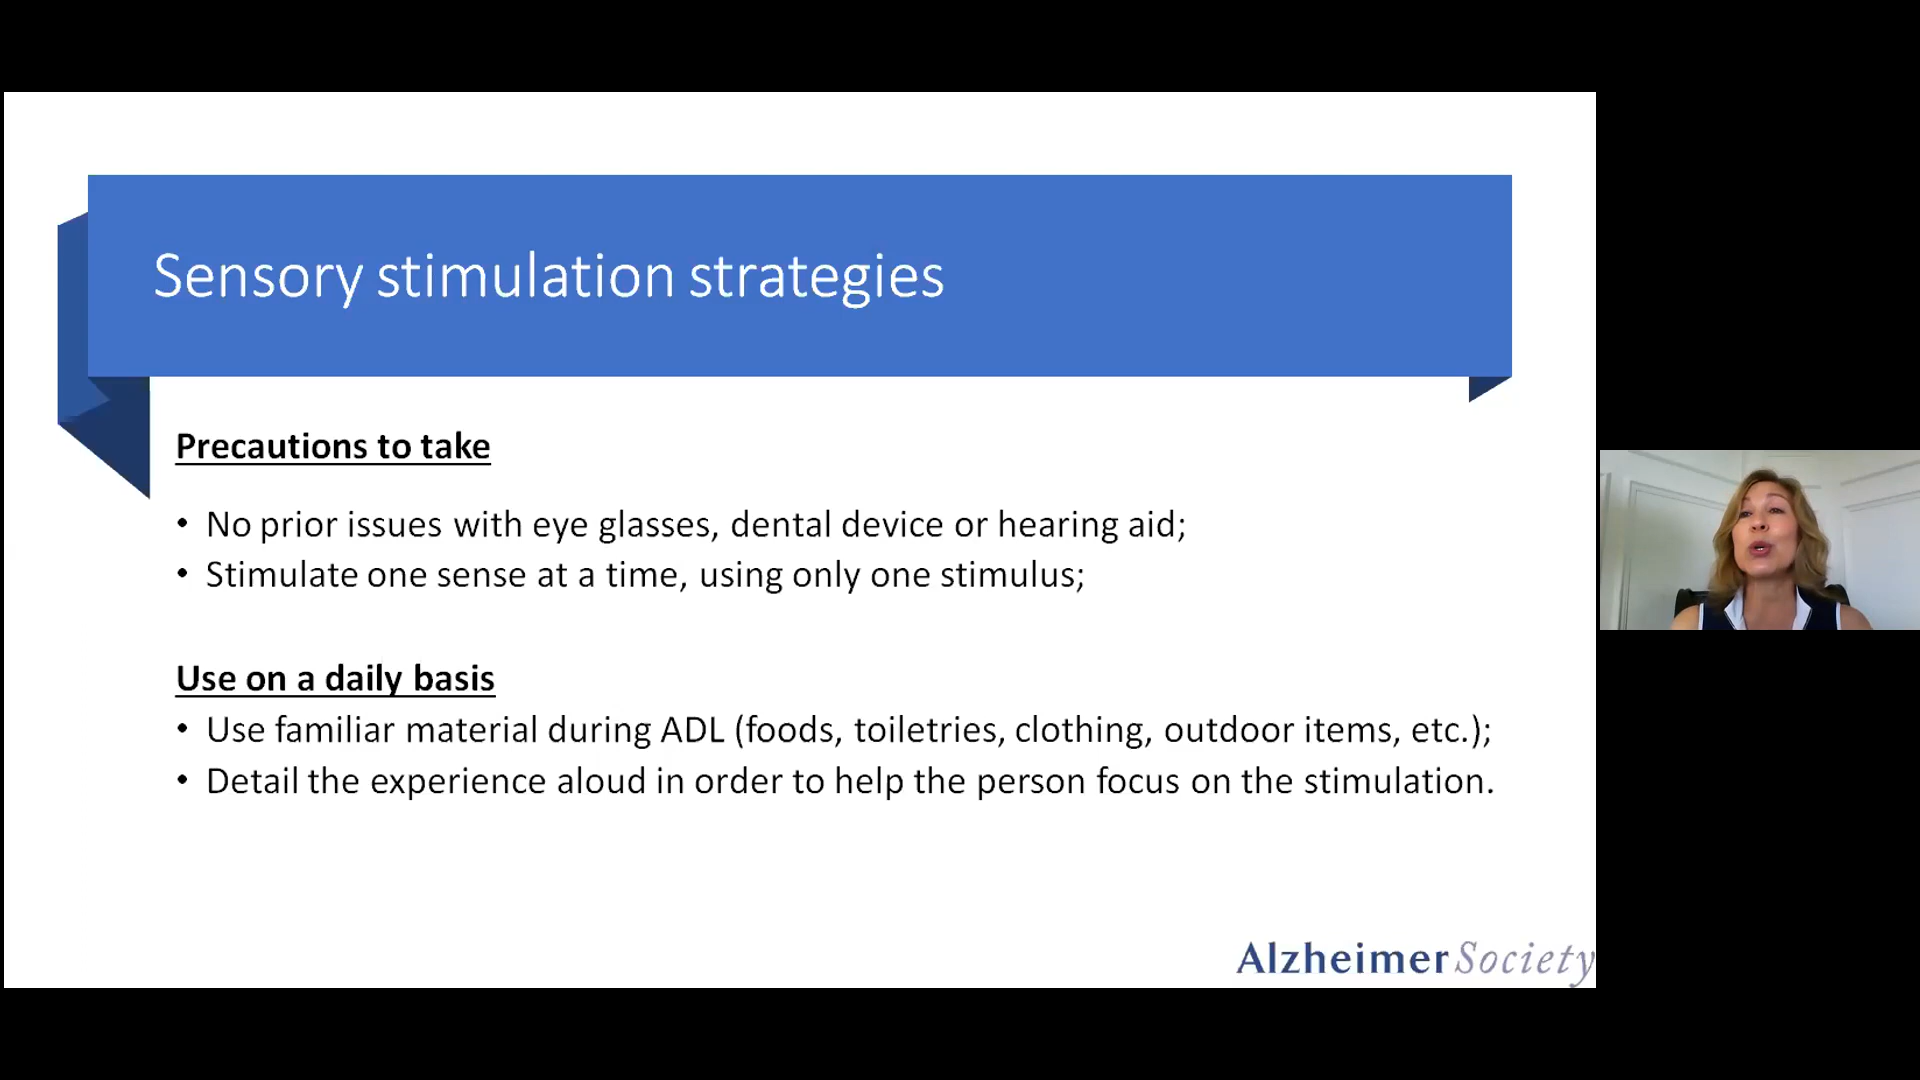 Sensory stimulation strategies
Precautions to take
• No prior issues with eye glasses, dental device or hearing aid;
• Stimulate one sense at a time, using only one stimulus;
Use on a daily basis
• Use familiar material during ADL (foods, toiletries, clothing, outdoor items, etc.);
• Detail the experience aloud in order to help the person focus on the stimulation.
Alzheimer Society